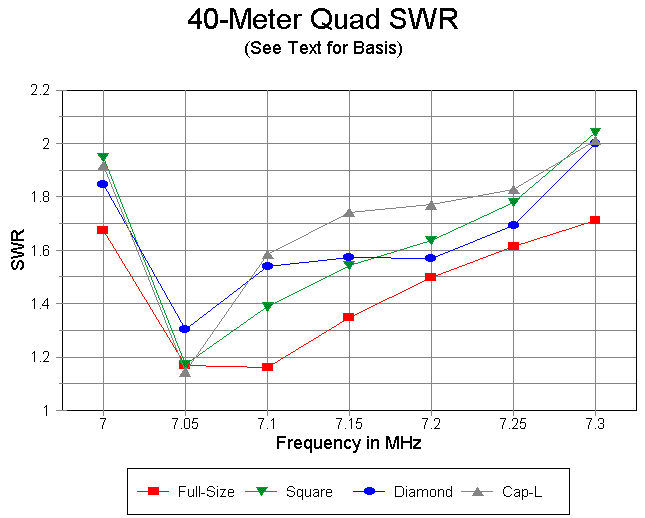 40-Meter Quad SWR
(See Text for Basis)
2.2
2
1.8
1.6
1.4
1.2
1
SWR
7 7.05 7.1 7.15 7.2 7.25 7.3
Frequency in MHz
Full-Size Square Diamond Cap-L